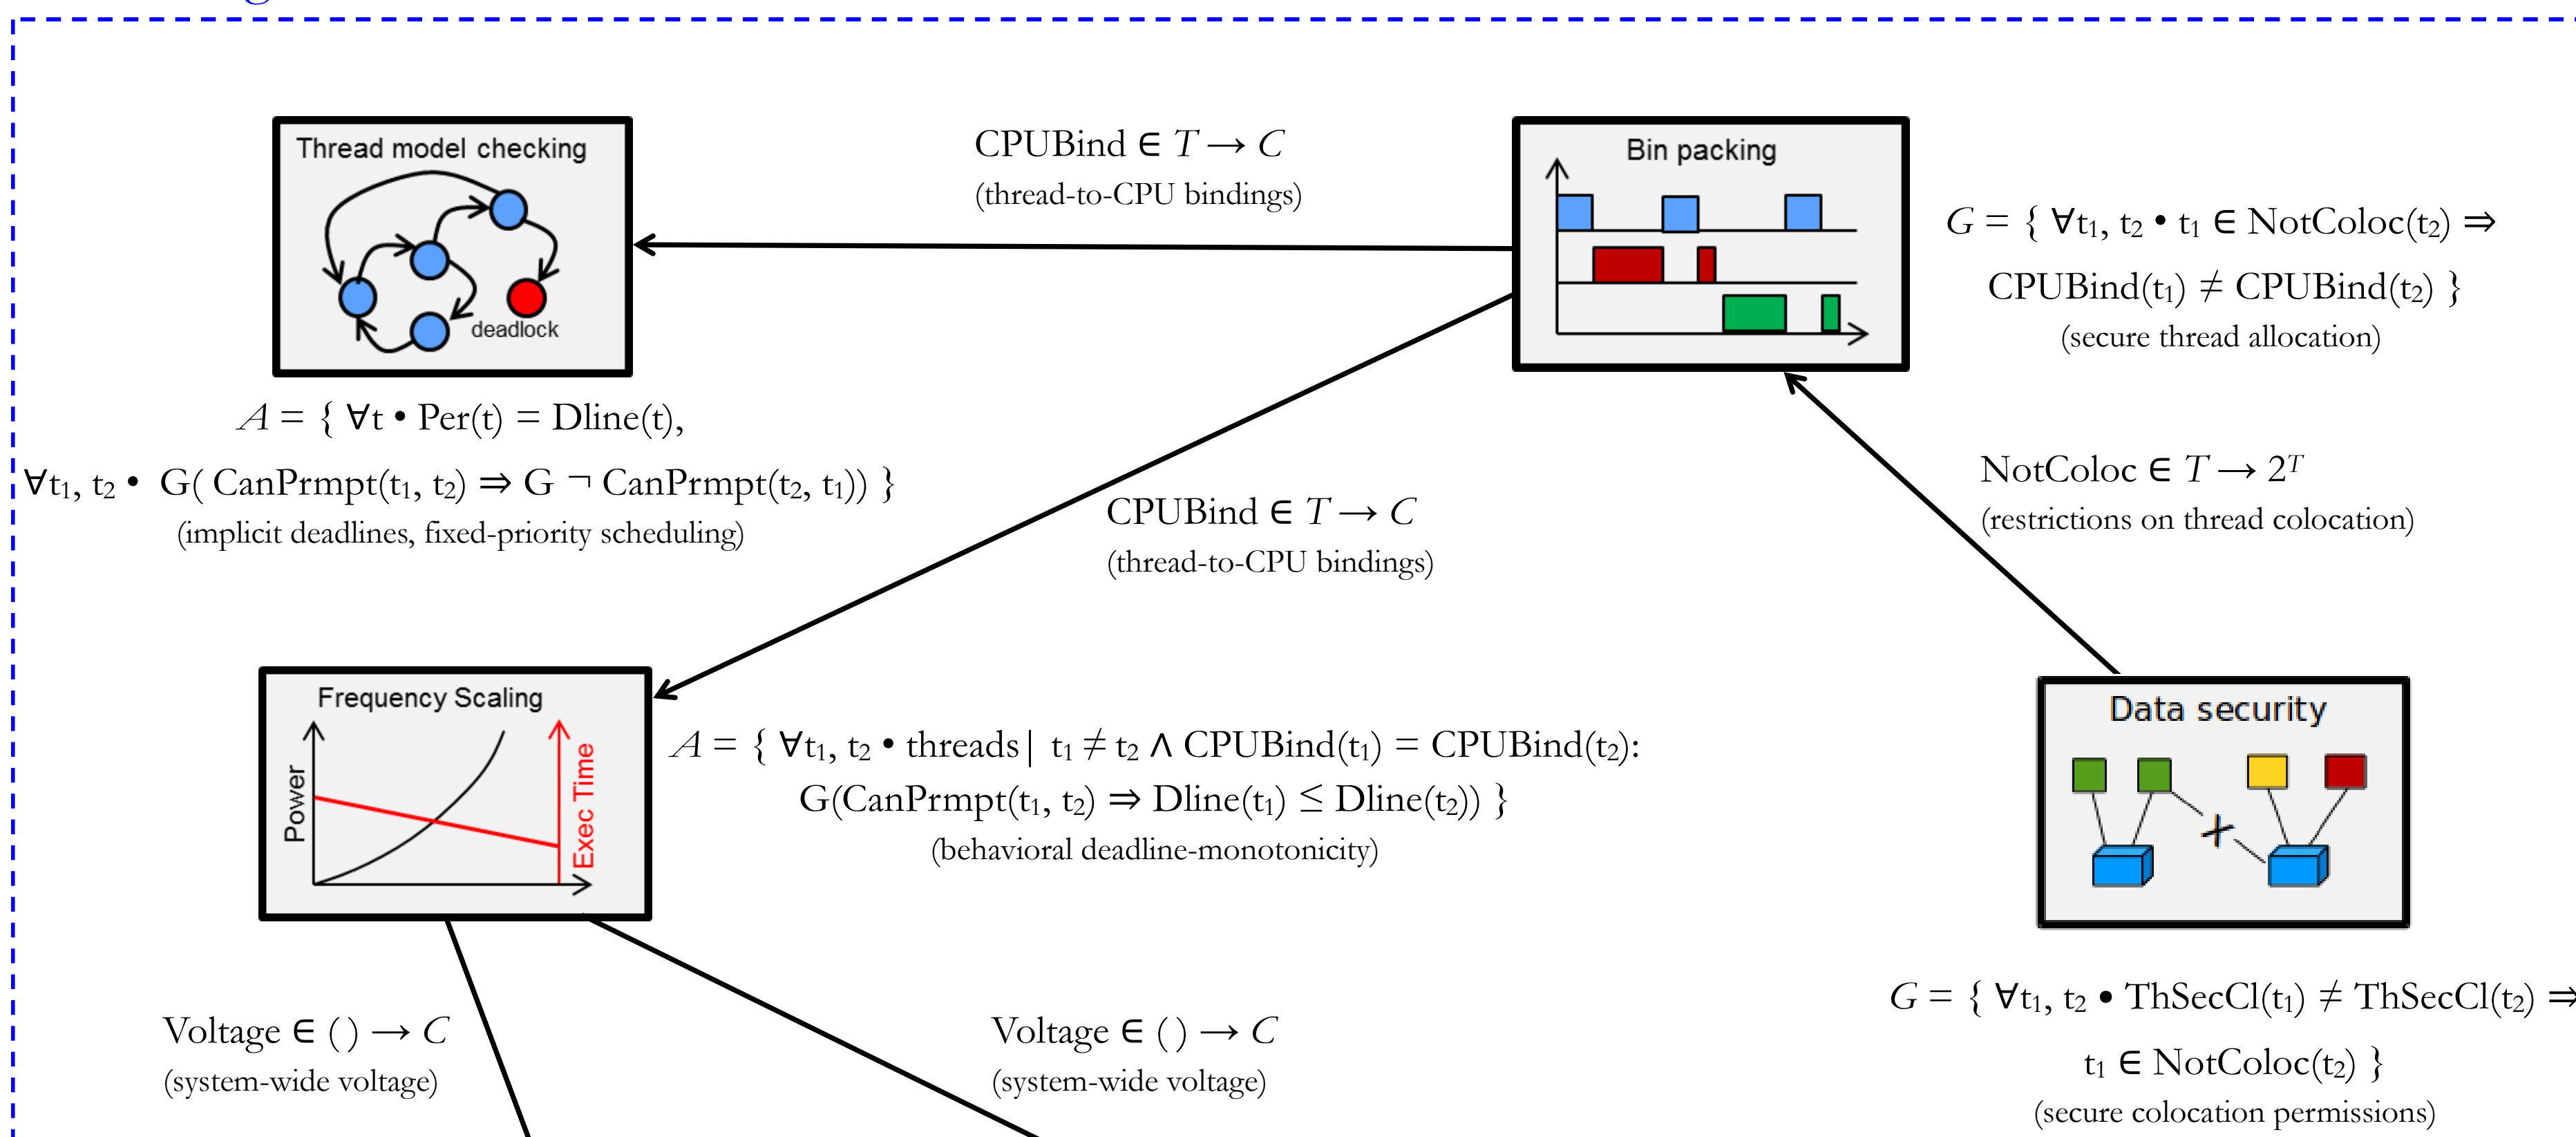 Thread model checking
deadlock
CPUBind ∈ T → C
(thread-to-CPU bindings)
Bin packing
G = { ∀t₁, t₂ • t₁ ∈ NotColoc(t₂) ⇒
CPUBind(t₁) ≠ CPUBind(t₂) }
(secure thread allocation)
A = { ∀t • Per(t) = Dline(t),
∀t₁, t₂ • G( CanPrmpt(t₁, t₂) ⇒ G ¬ CanPrmpt(t₂, t₁)) }
(implicit deadlines, fixed-priority scheduling)
CPUBind ∈ T → C
(thread-to-CPU bindings)
NotColoc ∈ T → 2ᵀ
(restrictions on thread colocation)
Frequency Scaling
Power
Exec Time
A = { ∀t₁, t₂ • threads| t₁ ≠ t₂ ∧ CPUBind(t₁) = CPUBind(t₂):
G(CanPrmpt(t₁, t₂) ⇒ Dline(t₁) ≤ Dline(t₂)) }
(behavioral deadline-monotonicity)
Data security
G = { ∀t₁, t₂ • ThSecCl(t₁) ≠ ThSecCl(t₂) ⇒
t₁ ∈ NotColoc(t₂) }
(secure colocation permissions)
Voltage ∈ ( ) → C
(system-wide voltage)
Voltage ∈ ( ) → C
(system-wide voltage)